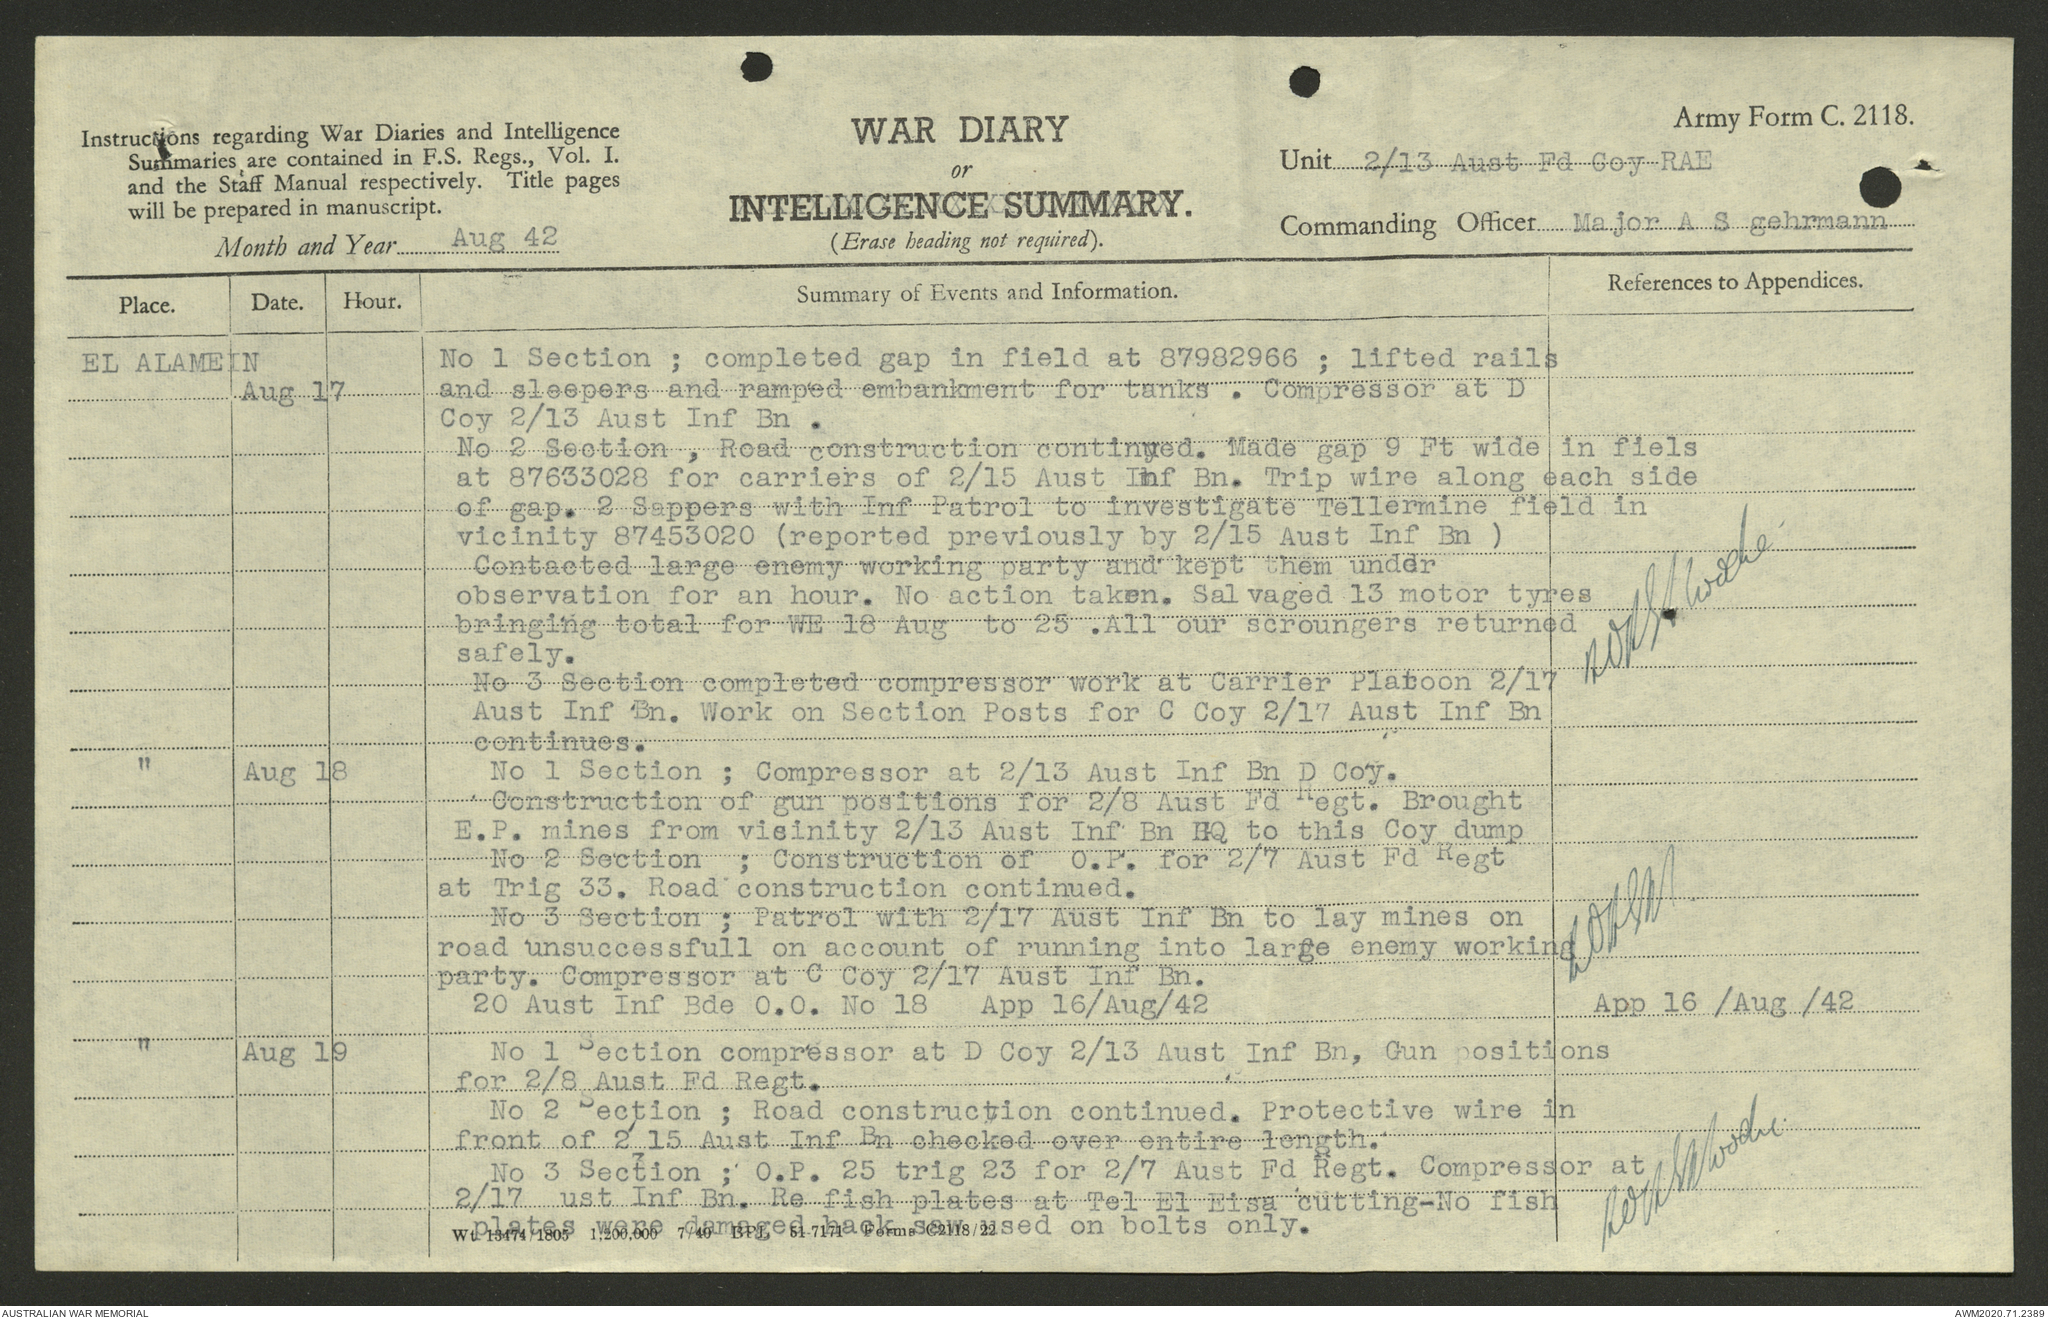 Army Form C. 2118.
Instructions regarding War Diaries and Intelligence
Summaries are contained in F.S. Regs., Vol. I.
and the Staff Manual respectively. Title pages
will be prepared in manuscript.
Month and Year Aug 42
WAR DIARY
or
INTELLIGENCE SUMMARY.
(Erase heading not required).
Unit 2/13 Aust Fd Coy RAE
Commanding Officer Major A S gehrmann
Place. Date. Hour. Summary of Events and Information. References to Appendices.
EL ALAMEIN No 1 Section ; completed gap in field at 87982966 ; lifted rails
Aug 17 and sleepers and ramped embankment for tanks . Compressor at D
Coy 2/13 Aust Inf Bn .
No 2 Section , Road construction continued. Made gap 9 Ft wide in fiels
at 87633028 for carriers of 2/15 Aust Inf Bn. Trip wire along each side
of gap. 2 Sappers with Inf Patrol to investigate Tellermine field in
vicinity 87453020 (reported previously by 2/15 Aust Inf Bn )
Contacted large enemy working party and kept them under
observation for an hour. No action taken. Salvaged 13 motor tyres
bringing total for WE 18 Aug to 25 .All our scroungers returned
safely.
No 3 Section completed compressor work at Carrier Platoon 2/17
Aust Inf Bn. Work on Section Posts for C Coy 2/17 Aust Inf Bn
continues.
" Aug 18 No 1 Section ; Compressor at 2/13 Aust Inf Bn D Coy.
Construction of gun positions for 2/8 Aust Fd Regt. Brought
E.P. mines from visinity 2/13 Aust Inf Bn HQ to this Coy dump
No 2 Section ; Construction of O.P. for 2/7 Aust Fd Regt
at Trig 33. Road construction continued.
No 3 Section ; Patrol with 2/17 Aust Inf Bn to lay mines on
road unsuccessfull on account of running into large enemy working
party. Compressor at C Coy 2/17 Aust Inf Bn.
20 Aust Inf Bde O.O. No 18 App 16/Aug/42 App 16 /Aug /42
" Aug 19 No 1 Section compressor at D Coy 2/13 Aust Inf Bn, Gun positions
for 2/8 Aust Fd Regt.
No 2 Section ; Road construction continued. Protective wire in
front of 2/15 Aust Inf Bn checked over entire length.
No 3 Section ; O.P. 25 trig 23 for 2/7 Aust Fd Regt. Compressor at
2/17 ust Inf Bn. Re fish plates at Tel El Eisa cutting-No fish
plates were damaged hack saw used on bolts only.
Wt. 13474/1805 1,200,000 7/40 BPL 51-7171 Forms C2118/22
AUSTRALIAN WAR MEMORIAL
AWM2020.71.2389